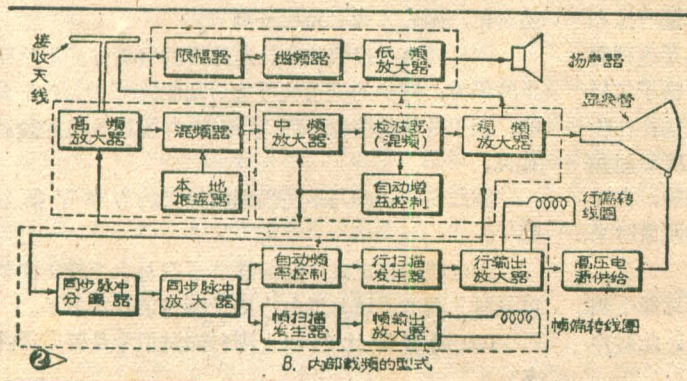 接收
天线
限幅器
鉴频器
低频
放大器
扬声器
显象管
高频
放大器
混频器
中频
放大器
检波器
(混频)
视频
放大器
本地
振荡器
自动增
益控制
行偏转
线圈
自动频
率控制
行扫描
发生器
行输出
放大器
高压电
源供给
同步脉冲
分离器
同步脉冲
放大器
帧扫描
发生器
帧输出
放大器
帧偏转线圈
②
B. 内部载频的型式